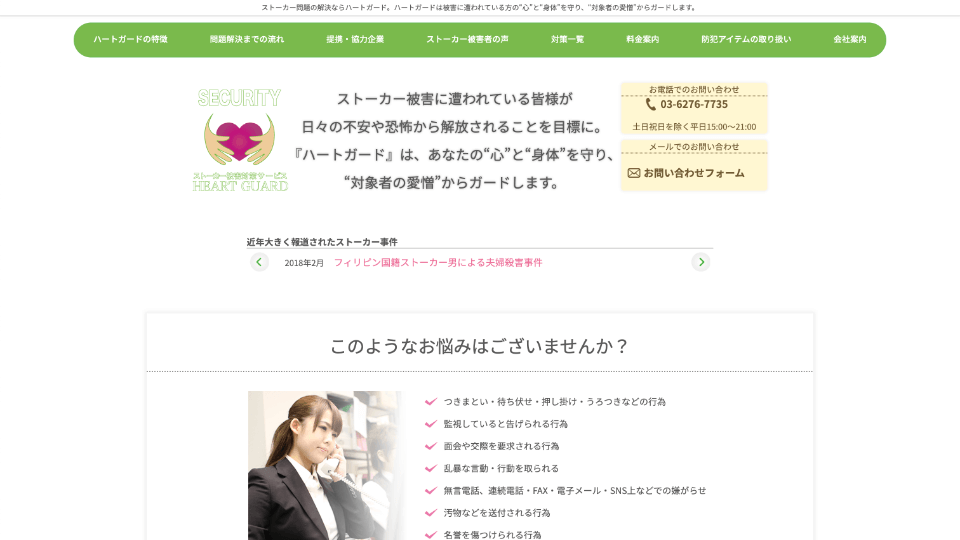 ストーカー問題の解決ならハートガード。ハートガードは被害に遭われている方の“心”と“身体”を守り、“対象者の愛憎”からガードします。
ハートガードの特徴
問題解決までの流れ
提携・協力企業
ストーカー被害者の声
対策一覧
料金案内
防犯アイテムの取り扱い
会社案内
SECURITY
ストーカー被害対策サービス
HEART GUARD
ストーカー被害に遭われている皆様が
日々の不安や恐怖から解放されることを目標に。
『ハートガード』は、あなたの“心”と“身体”を守り、
“対象者の愛憎”からガードします。
お電話でのお問い合わせ
03-6276-7735
土日祝日を除く平日15:00〜21:00
メールでのお問い合わせ
お問い合わせフォーム
近年大きく報道されたストーカー事件
2018年2月 フィリピン国籍ストーカー男による夫婦殺害事件
このようなお悩みはございませんか？
つきまとい・待ち伏せ・押し掛け・うろつきなどの行為
監視していると告げられる行為
面会や交際を要求される行為
乱暴な言動・行動を取られる
無言電話、連続電話・FAX・電子メール・SNS上などでの嫌がらせ
汚物などを送付される行為
名誉を傷つけられる行為